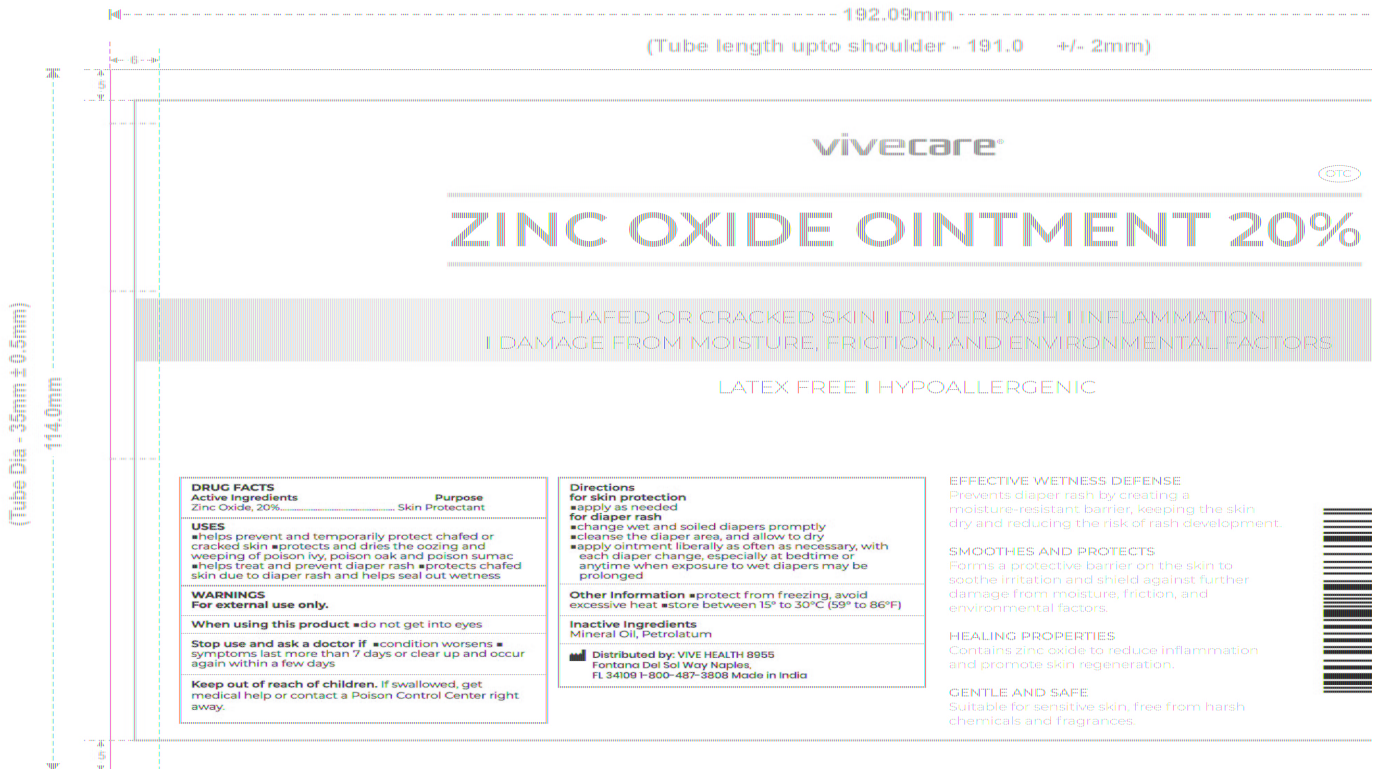 192.09mm
(Tube length upto shoulder - 191.0 +/- 2mm)
6
5
(Tube Dia - 35mm ±0.5mm)
114.0mm
vivecare®
OTC
ZINC OXIDE OINTMENT 20%
CHAFED OR CRACKED SKIN I DIAPER RASH I INFLAMMATION
I DAMAGE FROM MOISTURE, FRICTION, AND ENVIRONMENTAL FACTORS
LATEX FREE I HYPOALLERGENIC
DRUG FACTS
Active Ingredients Purpose
Zinc Oxide, 20%........................................ Skin Protectant
USES
▪helps prevent and temporarily protect chafed or
cracked skin ▪protects and dries the oozing and
weeping of poison ivy, poison oak and poison sumac
▪helps treat and prevent diaper rash ▪protects chafed
skin due to diaper rash and helps seal out wetness
WARNINGS
For external use only.
When using this product ▪do not get into eyes
Stop use and ask a doctor if ▪condition worsens ▪
symptoms last more than 7 days or clear up and occur
again within a few days
Keep out of reach of children. If swallowed, get
medical help or contact a Poison Control Center right
away.
Directions
for skin protection
▪apply as needed
for diaper rash
▪change wet and soiled diapers promptly
▪cleanse the diaper area, and allow to dry
▪apply ointment liberally as often as necessary, with
each diaper change, especially at bedtime or
anytime when exposure to wet diapers may be
prolonged
Other Information ▪protect from freezing, avoid
excessive heat ▪store between 15° to 30°C (59° to 86°F)
Inactive Ingredients
Mineral Oil, Petrolatum
Distributed by: VIVE HEALTH 8955
Fontana Del Sol Way Naples,
FL 34109 1-800-487-3808 Made in India
EFFECTIVE WETNESS DEFENSE
Prevents diaper rash by creating a
moisture-resistant barrier, keeping the skin
dry and reducing the risk of rash development.
SMOOTHES AND PROTECTS
Forms a protective barrier on the skin to
soothe irritation and shield against further
damage from moisture, friction, and
environmental factors.
HEALING PROPERTIES
Contains zinc oxide to reduce inflammation
and promote skin regeneration.
GENTLE AND SAFE
Suitable for sensitive skin, free from harsh
chemicals and fragrances.
5